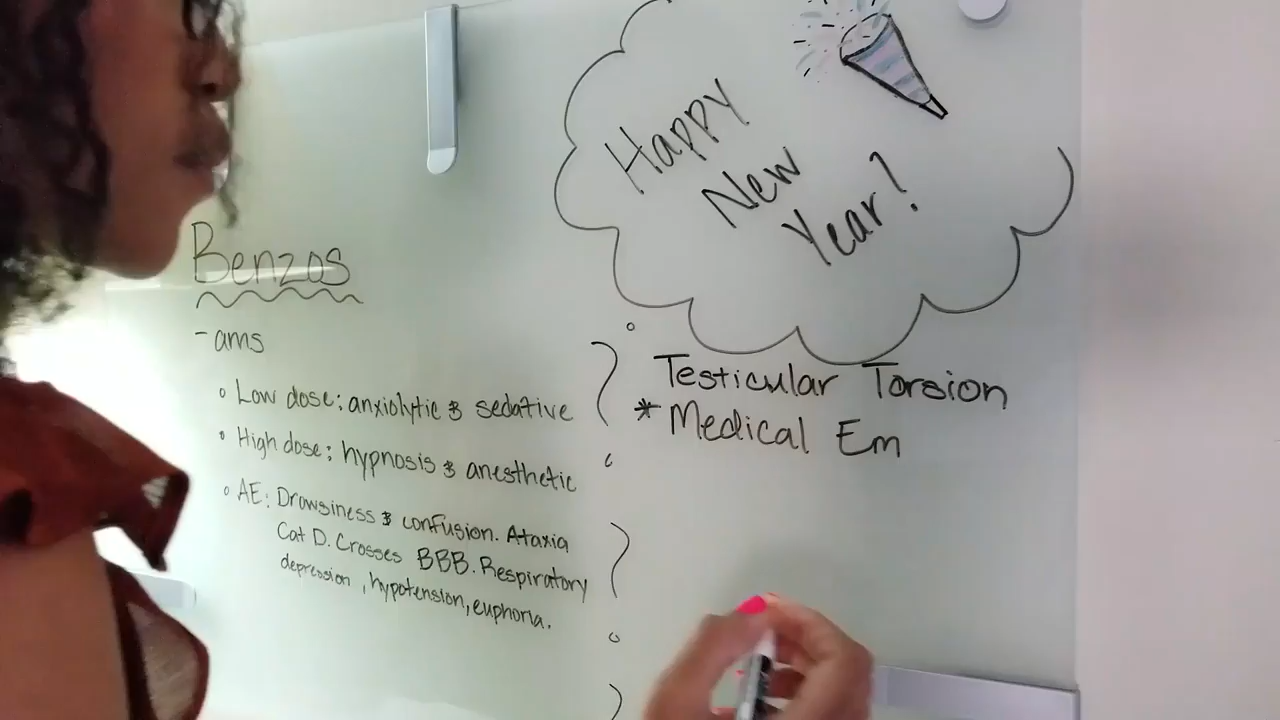 Happy
New
Year!
Benzos
- ams
Low dose: anxiolytic & sedative
High dose: hypnosis & anesthetic
AE: Drowsiness & confusion. Ataxia
Cat D. Crosses BBB. Respiratory
depression, hypotension, euphoria.
Testicular Torsion
* Medical Em